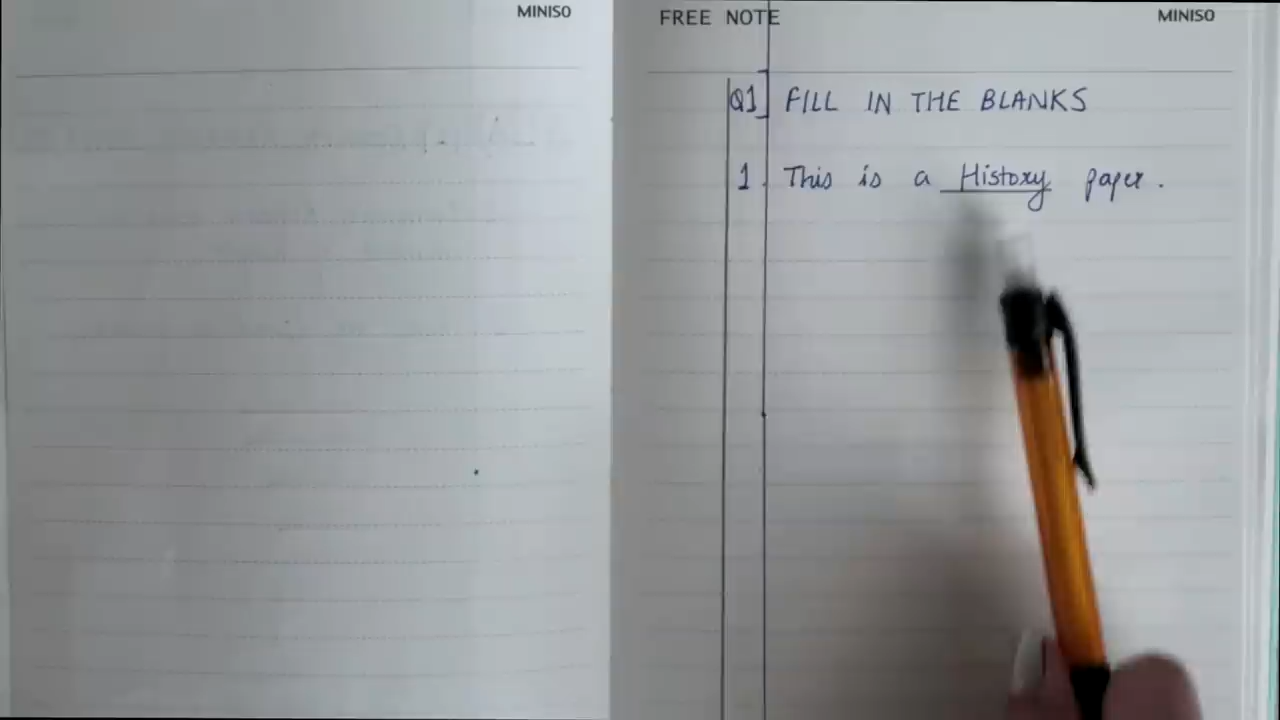 MINISO
FREE NOTE MINISO
Q1] FILL IN THE BLANKS
1. This is a History paper.